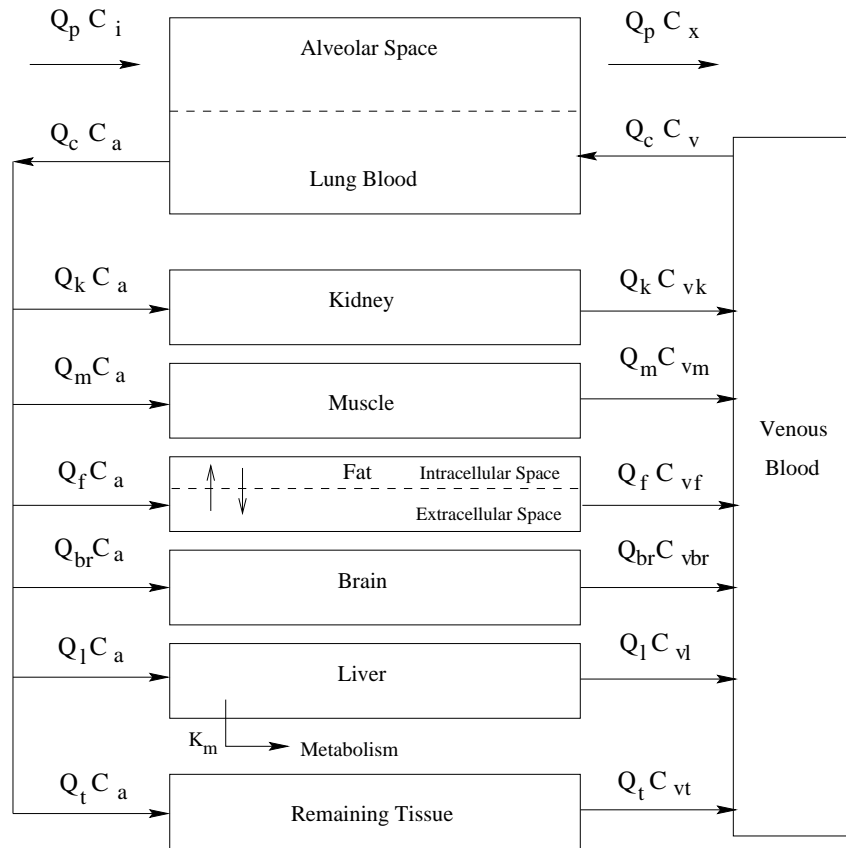 Q_p C_i
Alveolar Space
Q_p C_x
Q_c C_a
Lung Blood
Q_c C_v
Q_k C_a
Kidney
Q_k C_vk
Q_m C_a
Muscle
Q_m C_vm
Venous
Blood
Q_f C_a
Fat
Intracellular Space
Extracellular Space
Q_f C_vf
Q_br C_a
Brain
Q_br C_vbr
Q_l C_a
Liver
Q_l C_vl
K_m
Metabolism
Q_t C_a
Remaining Tissue
Q_t C_vt